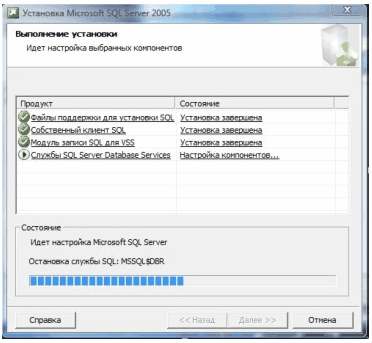 Установка Microsoft SQL Server 2005
Выполнение установки
Идет настройка выбранных компонентов
Продукт Состояние
Файлы поддержки для установки SQL Установка завершена
Собственный клиент SQL Установка завершена
Модуль записи SQL для VSS Установка завершена
Службы SQL Server Database Services Настройка компонентов...
Состояние
Идет настройка Microsoft SQL Server
Остановка службы SQL: MSSQL$DBR
Справка << Назад Далее >> Отмена